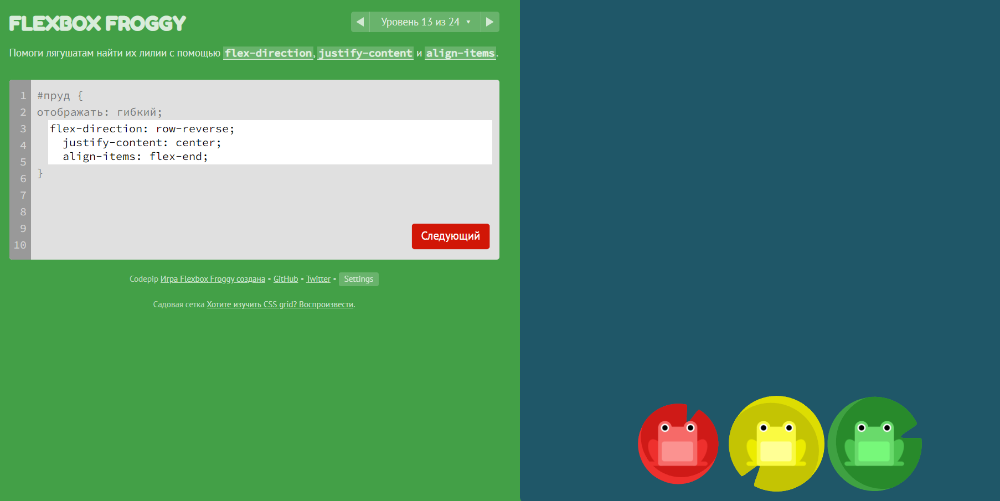 FLEXBOX FROGGY
Уровень 13 из 24
Помоги лягушатам найти их лилии с помощью flex-direction, justify-content и align-items.
1 #пруд {
2 отображать: гибкий;
3 flex-direction: row-reverse;
4 justify-content: center;
5 align-items: flex-end;
6 }
7
8
9
10
Следующий
Codepip Игра Flexbox Froggy создана • GitHub • Twitter • Settings
Садовая сетка Хотите изучить CSS grid? Воспроизвести.